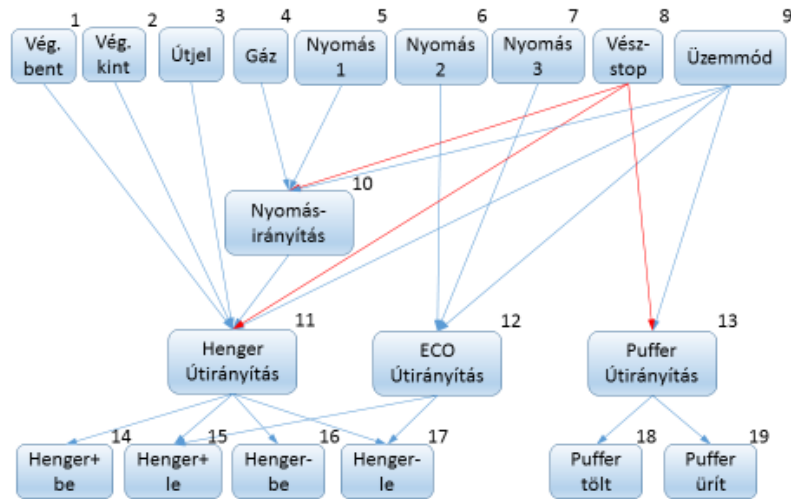 1 2 3 4 5 6 7 8 9
Vég.
bent
Vég.
kint
Útjel
Gáz
Nyomás
1
Nyomás
2
Nyomás
3
Vész-
stop
Üzemmód
10
Nyomás-
irányítás
11
Henger
Útirányítás
12
ECO
Útirányítás
13
Puffer
Útirányítás
14
Henger+
be
15
Henger+
le
16
Henger-
be
17
Henger-
le
18
Puffer
tölt
19
Puffer
ürít